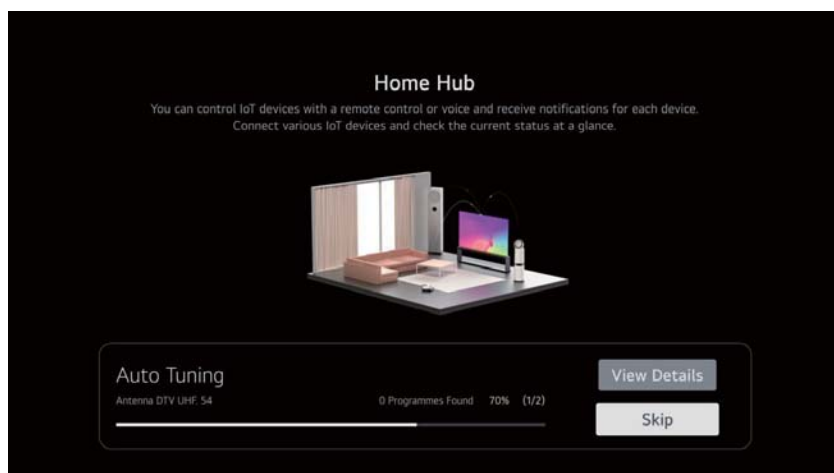 Home Hub
You can control IoT devices with a remote control or voice and receive notifications for each device.
Connect various IoT devices and check the current status at a glance.
Auto Tuning
View Details
Antenna DTV UHF. 54
0 Programmes Found 70% (1/2)
Skip